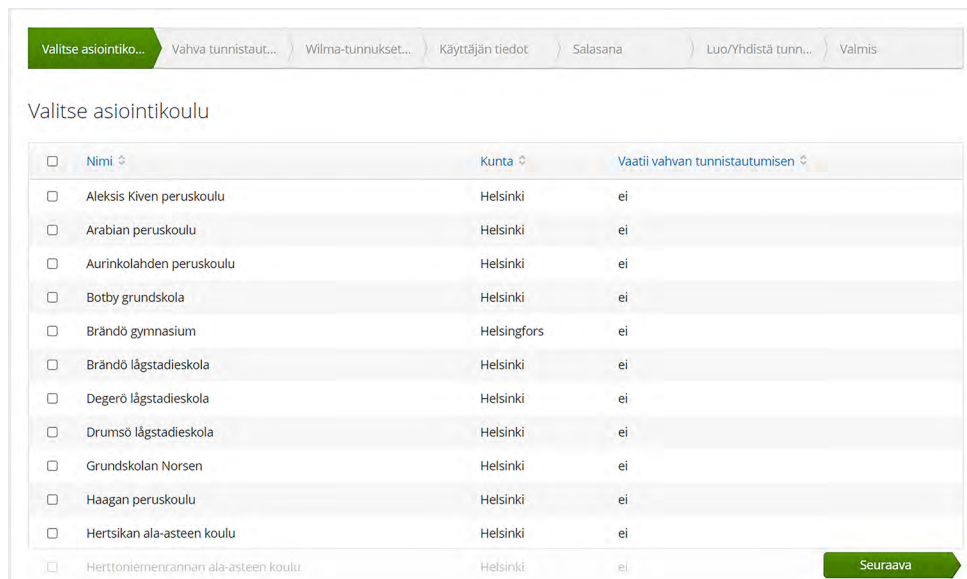 Valitse asiointiko... Vahva tunnistaut... Wilma-tunnukset... Käyttäjän tiedot Salasana Luo/Yhdistä tunn... Valmis
Valitse asiointikoulu
Nimi Kunta Vaatii vahvan tunnistautumisen
Aleksis Kiven peruskoulu Helsinki ei
Arabian peruskoulu Helsinki ei
Aurinkolahden peruskoulu Helsinki ei
Botby grundskola Helsinki ei
Brändö gymnasium Helsingfors ei
Brändö lågstadieskola Helsinki ei
Degerö lågstadieskola Helsinki ei
Drumsö lågstadieskola Helsinki ei
Grundskolan Norsen Helsinki ei
Haagan peruskoulu Helsinki ei
Hertsikan ala-asteen koulu Helsinki ei
Herttoniemenrannan ala-asteen koulu Helsinki ei
Seuraava